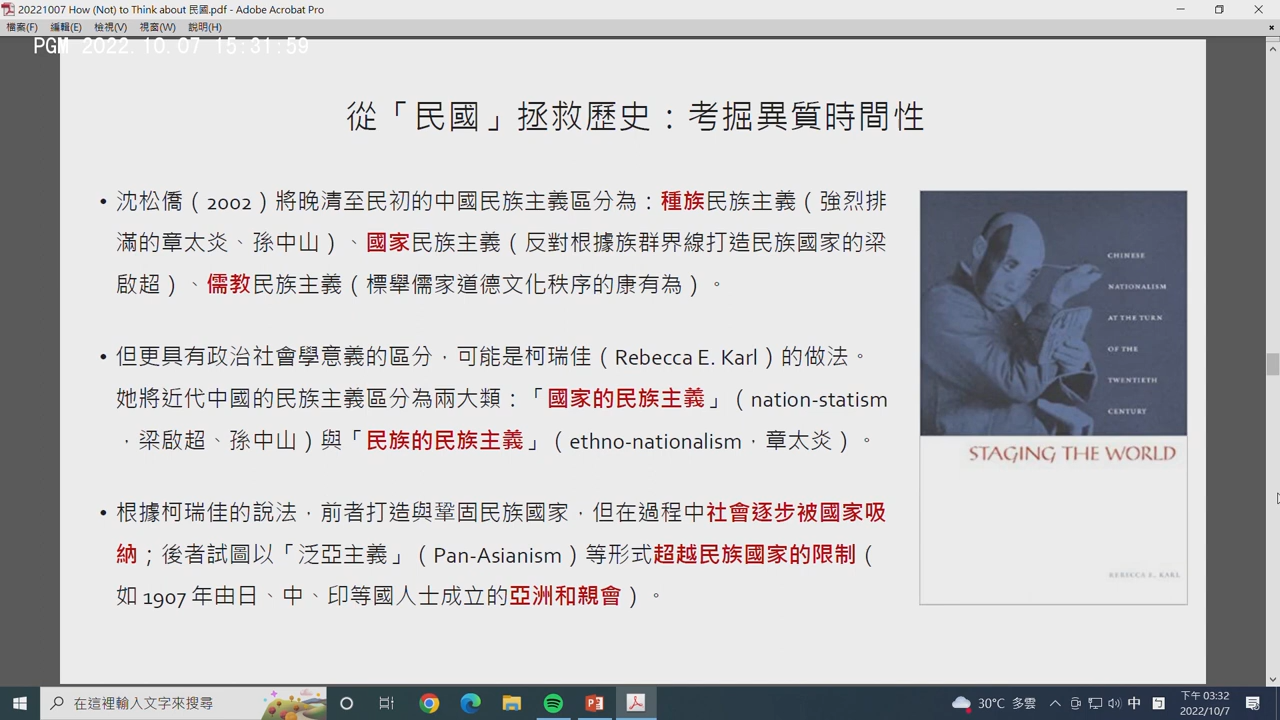 20221007 How (Not) to Think about 民國.pdf - Adobe Acrobat Pro
檔案(F) 編輯(E) 檢視(V) 視窗(W) 說明(H)
PGM 2022.10.07 15:31:59
從「民國」拯救歷史：考掘異質時間性
• 沈松僑（2002）將晚清至民初的中國民族主義區分為：種族民族主義（強烈排
滿的章太炎、孫中山）、國家民族主義（反對根據族群界線打造民族國家的梁
啟超）、儒教民族主義（標舉儒家道德文化秩序的康有為）。
• 但更具有政治社會學意義的區分，可能是柯瑞佳（Rebecca E. Karl）的做法。
她將近代中國的民族主義區分為兩大類：「國家的民族主義」（nation-statism
，梁啟超、孫中山）與「民族的民族主義」（ethno-nationalism，章太炎）。
• 根據柯瑞佳的說法，前者打造與鞏固民族國家，但在過程中社會逐步被國家吸
納；後者試圖以「泛亞主義」（Pan-Asianism）等形式超越民族國家的限制（
如 1907 年由日、中、印等國人士成立的亞洲和親會）。
CHINESE
NATIONALISM
AT THE TURN
OF THE
TWENTIETH
CENTURY
STAGING THE WORLD
REBECCA E. KARL
在這裡輸入文字來搜尋
30°C 多雲
中
下午 03:32
2022/10/7